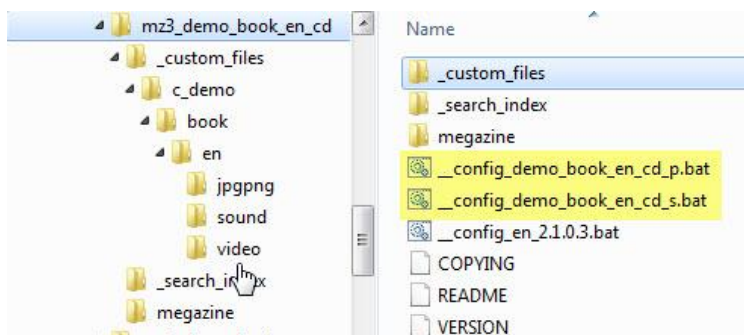 mz3_demo_book_en_cd
_custom_files
c_demo
book
en
jpgpng
sound
video
_search_index
megazine
Name
_custom_files
_search_index
megazine
__config_demo_book_en_cd_p.bat
__config_demo_book_en_cd_s.bat
__config_en_2.1.0.3.bat
COPYING
README
VERSION